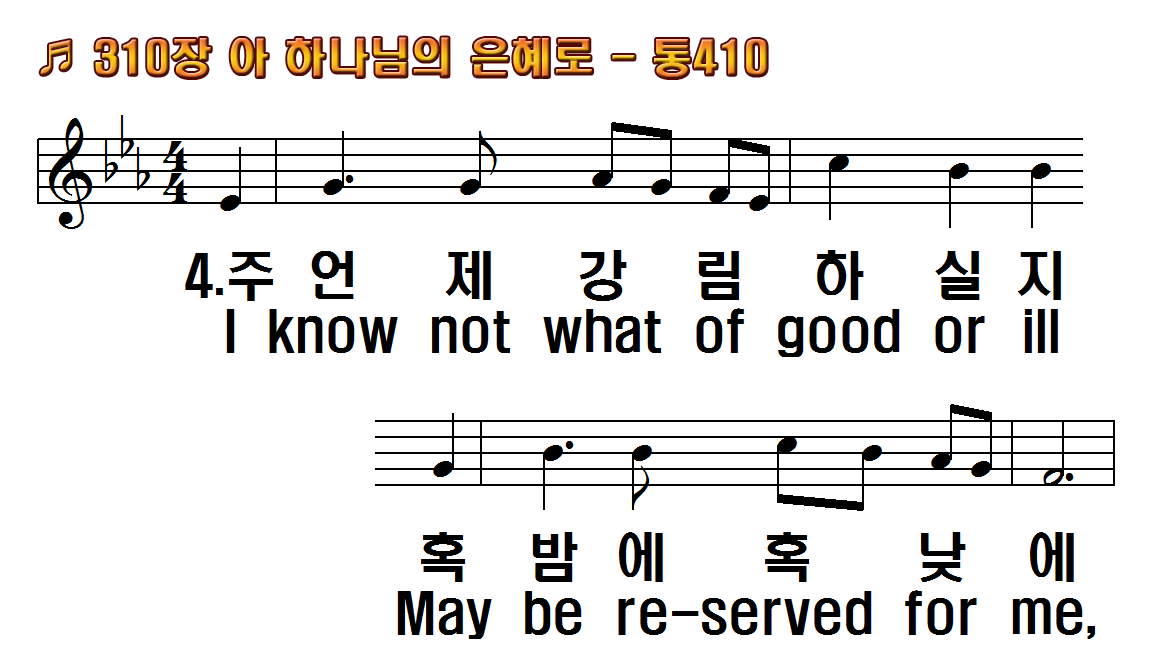 ♬ 310장 아 하나님의 은혜로 - 통410
4.주 언 제 강 림 하 실 지
I know not what of good or ill
혹 밤 에 혹 낮 에
May be re-served for me,